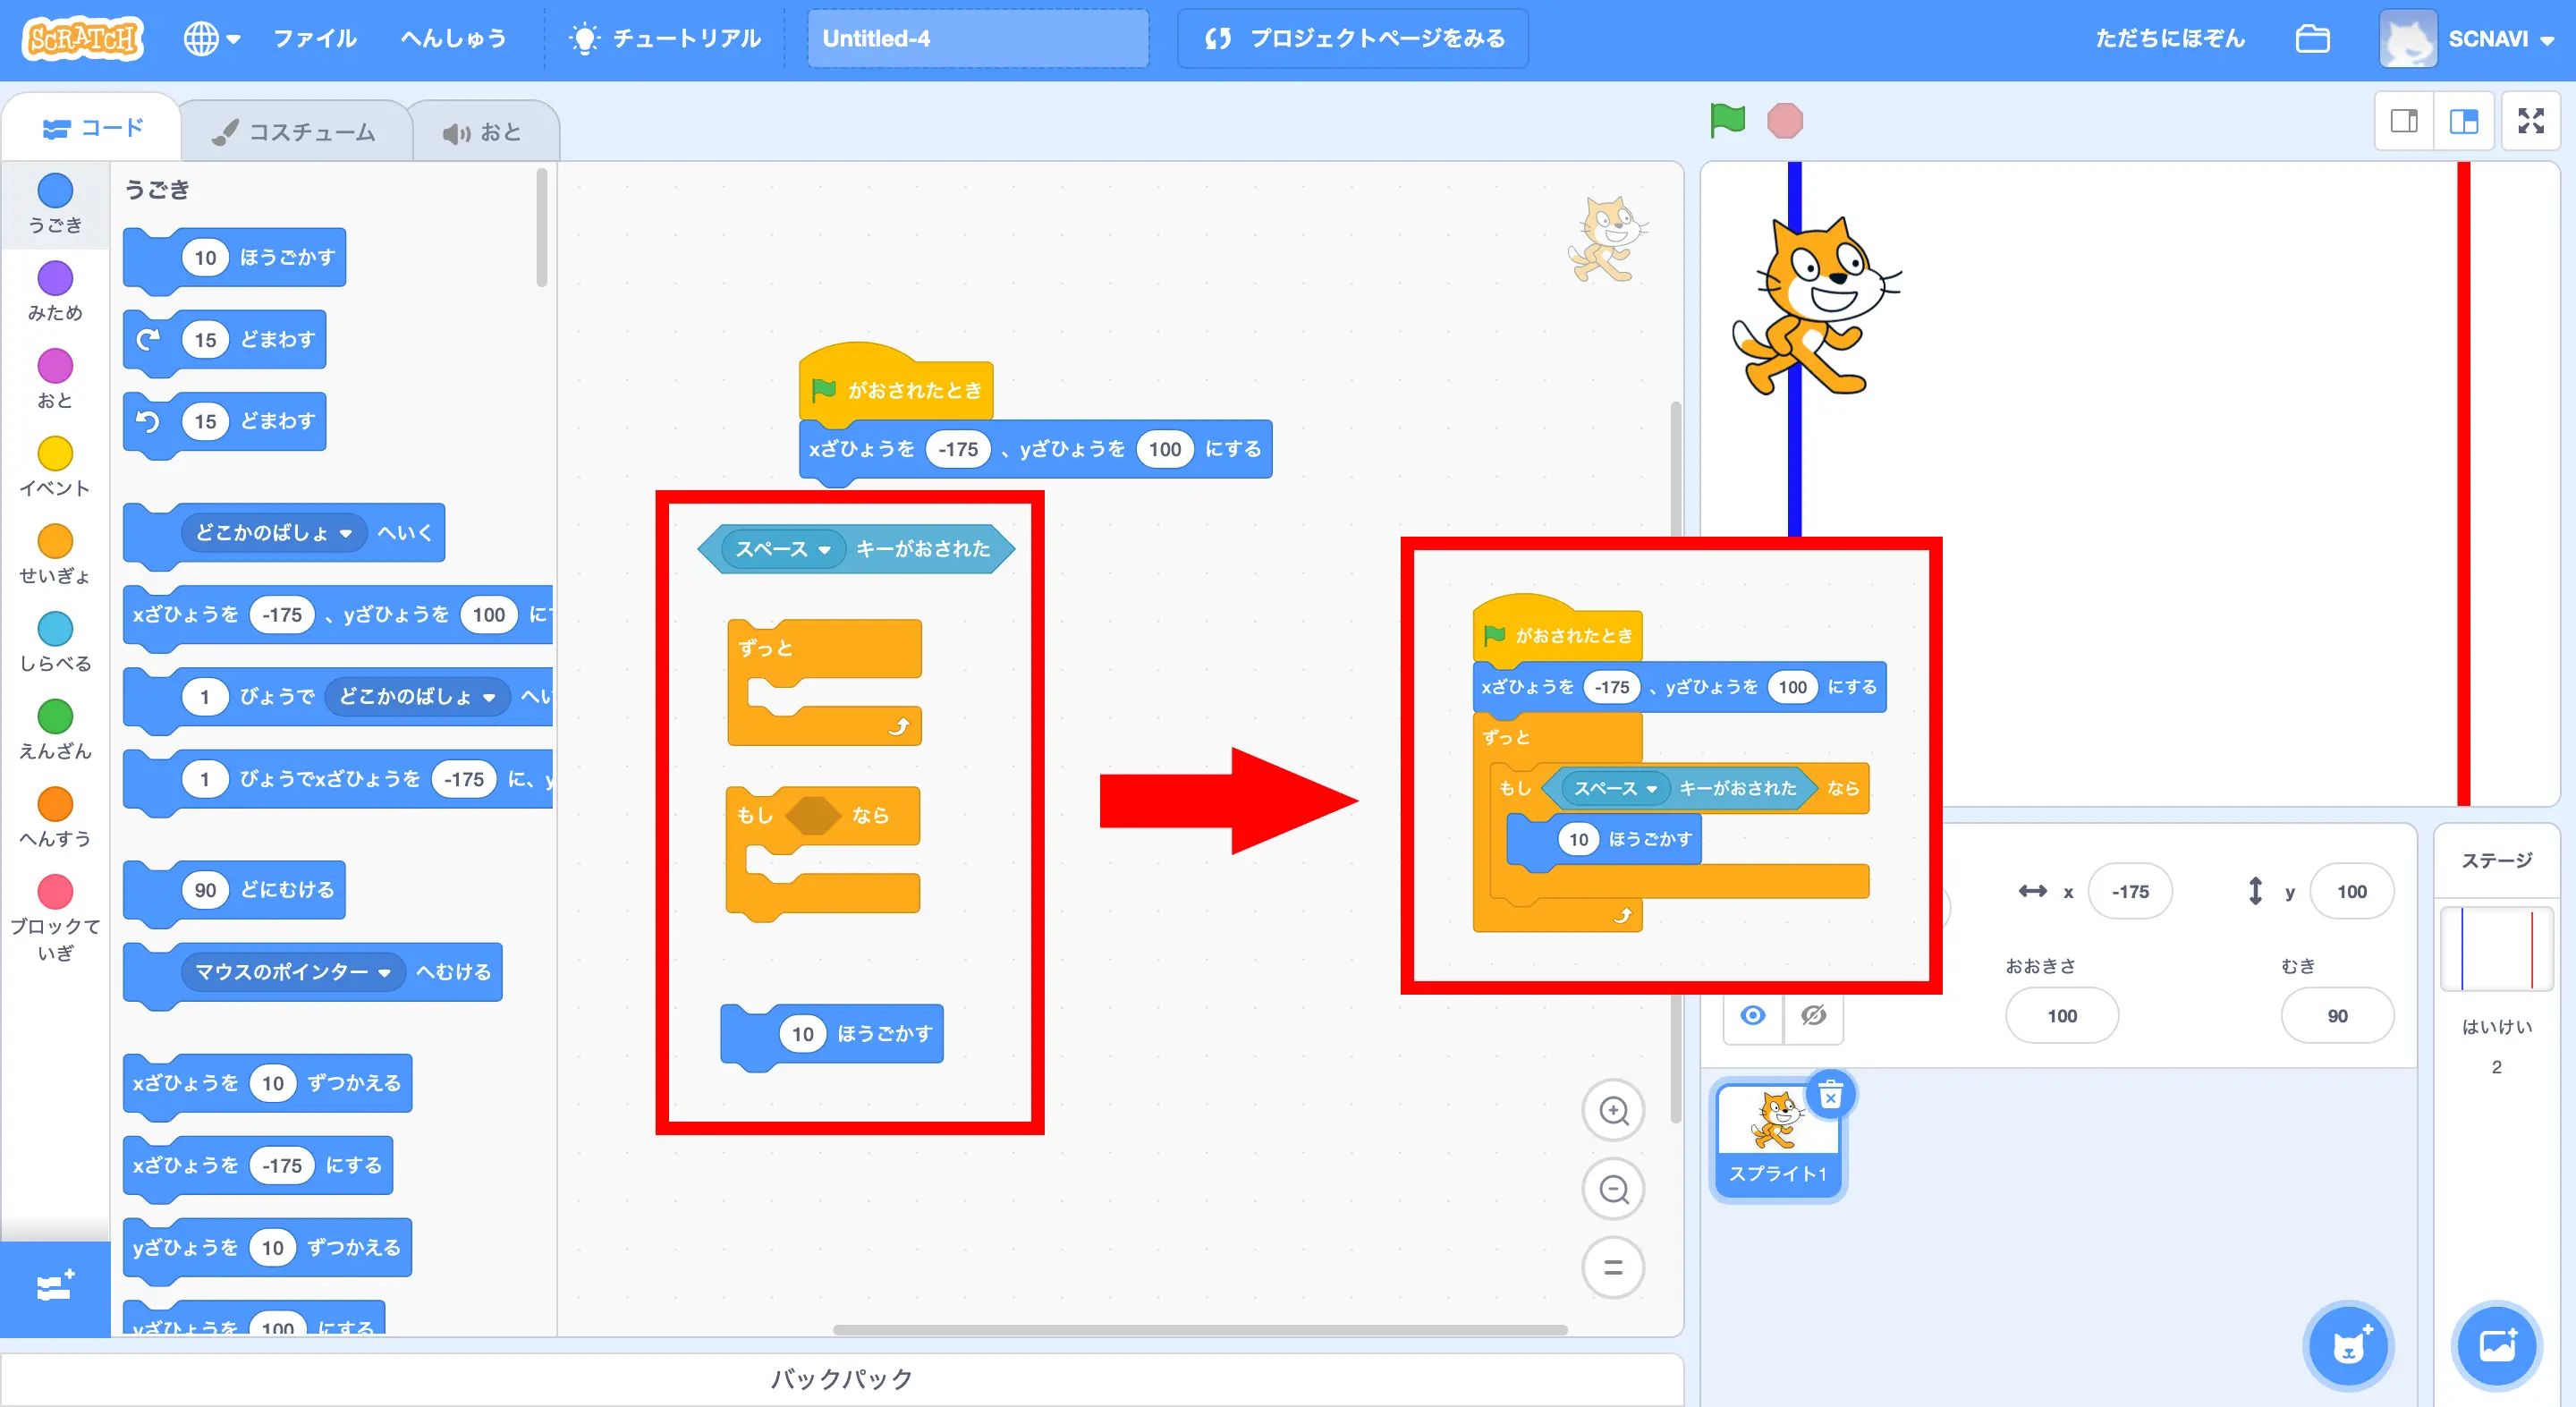 SCRATCH
ファイル
へんしゅう
チュートリアル
Untitled-4
プロジェクトページをみる
ただちにほぞん
SCNAVI
コード
コスチューム
おと
うごき
みため
おと
イベント
せいぎょ
しらべる
えんざん
へんすう
ブロックて
いぎ
うごき
10 ほうごかす
15 どまわす
15 どまわす
どこかのばしょ へいく
xざひょうを -175 、yざひょうを 100 に
1 びょうで どこかのばしょ へい
1 びょうでxざひょうを -175 に、y
90 どにむける
マウスのポインター へむける
xざひょうを 10 ずつかえる
xざひょうを -175 にする
yざひょうを 10 ずつかえる
yざひょうを 100 にする
がおされたとき
xざひょうを -175 、yざひょうを 100 にする
スペース キーがおされた
ずっと
もし なら
10 ほうごかす
がおされたとき
xざひょうを -175 、yざひょうを 100 にする
ずっと
もし スペース キーがおされた なら
10 ほうごかす
x -175 y 100
おおきさ むき
100 90
スプライト1
ステージ
はいけい
2
バックパック